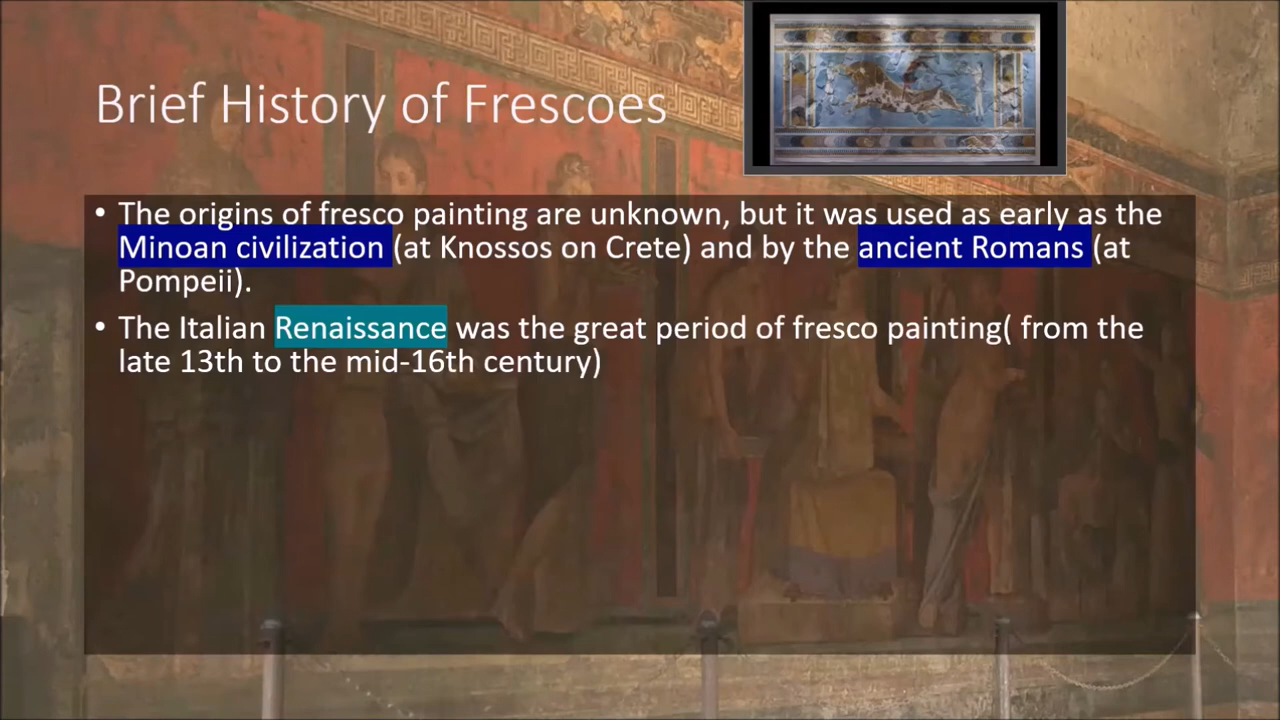 Brief History of Frescoes
• The origins of fresco painting are unknown, but it was used as early as the
Minoan civilization (at Knossos on Crete) and by the ancient Romans (at
Pompeii).
• The Italian Renaissance was the great period of fresco painting( from the
late 13th to the mid-16th century)